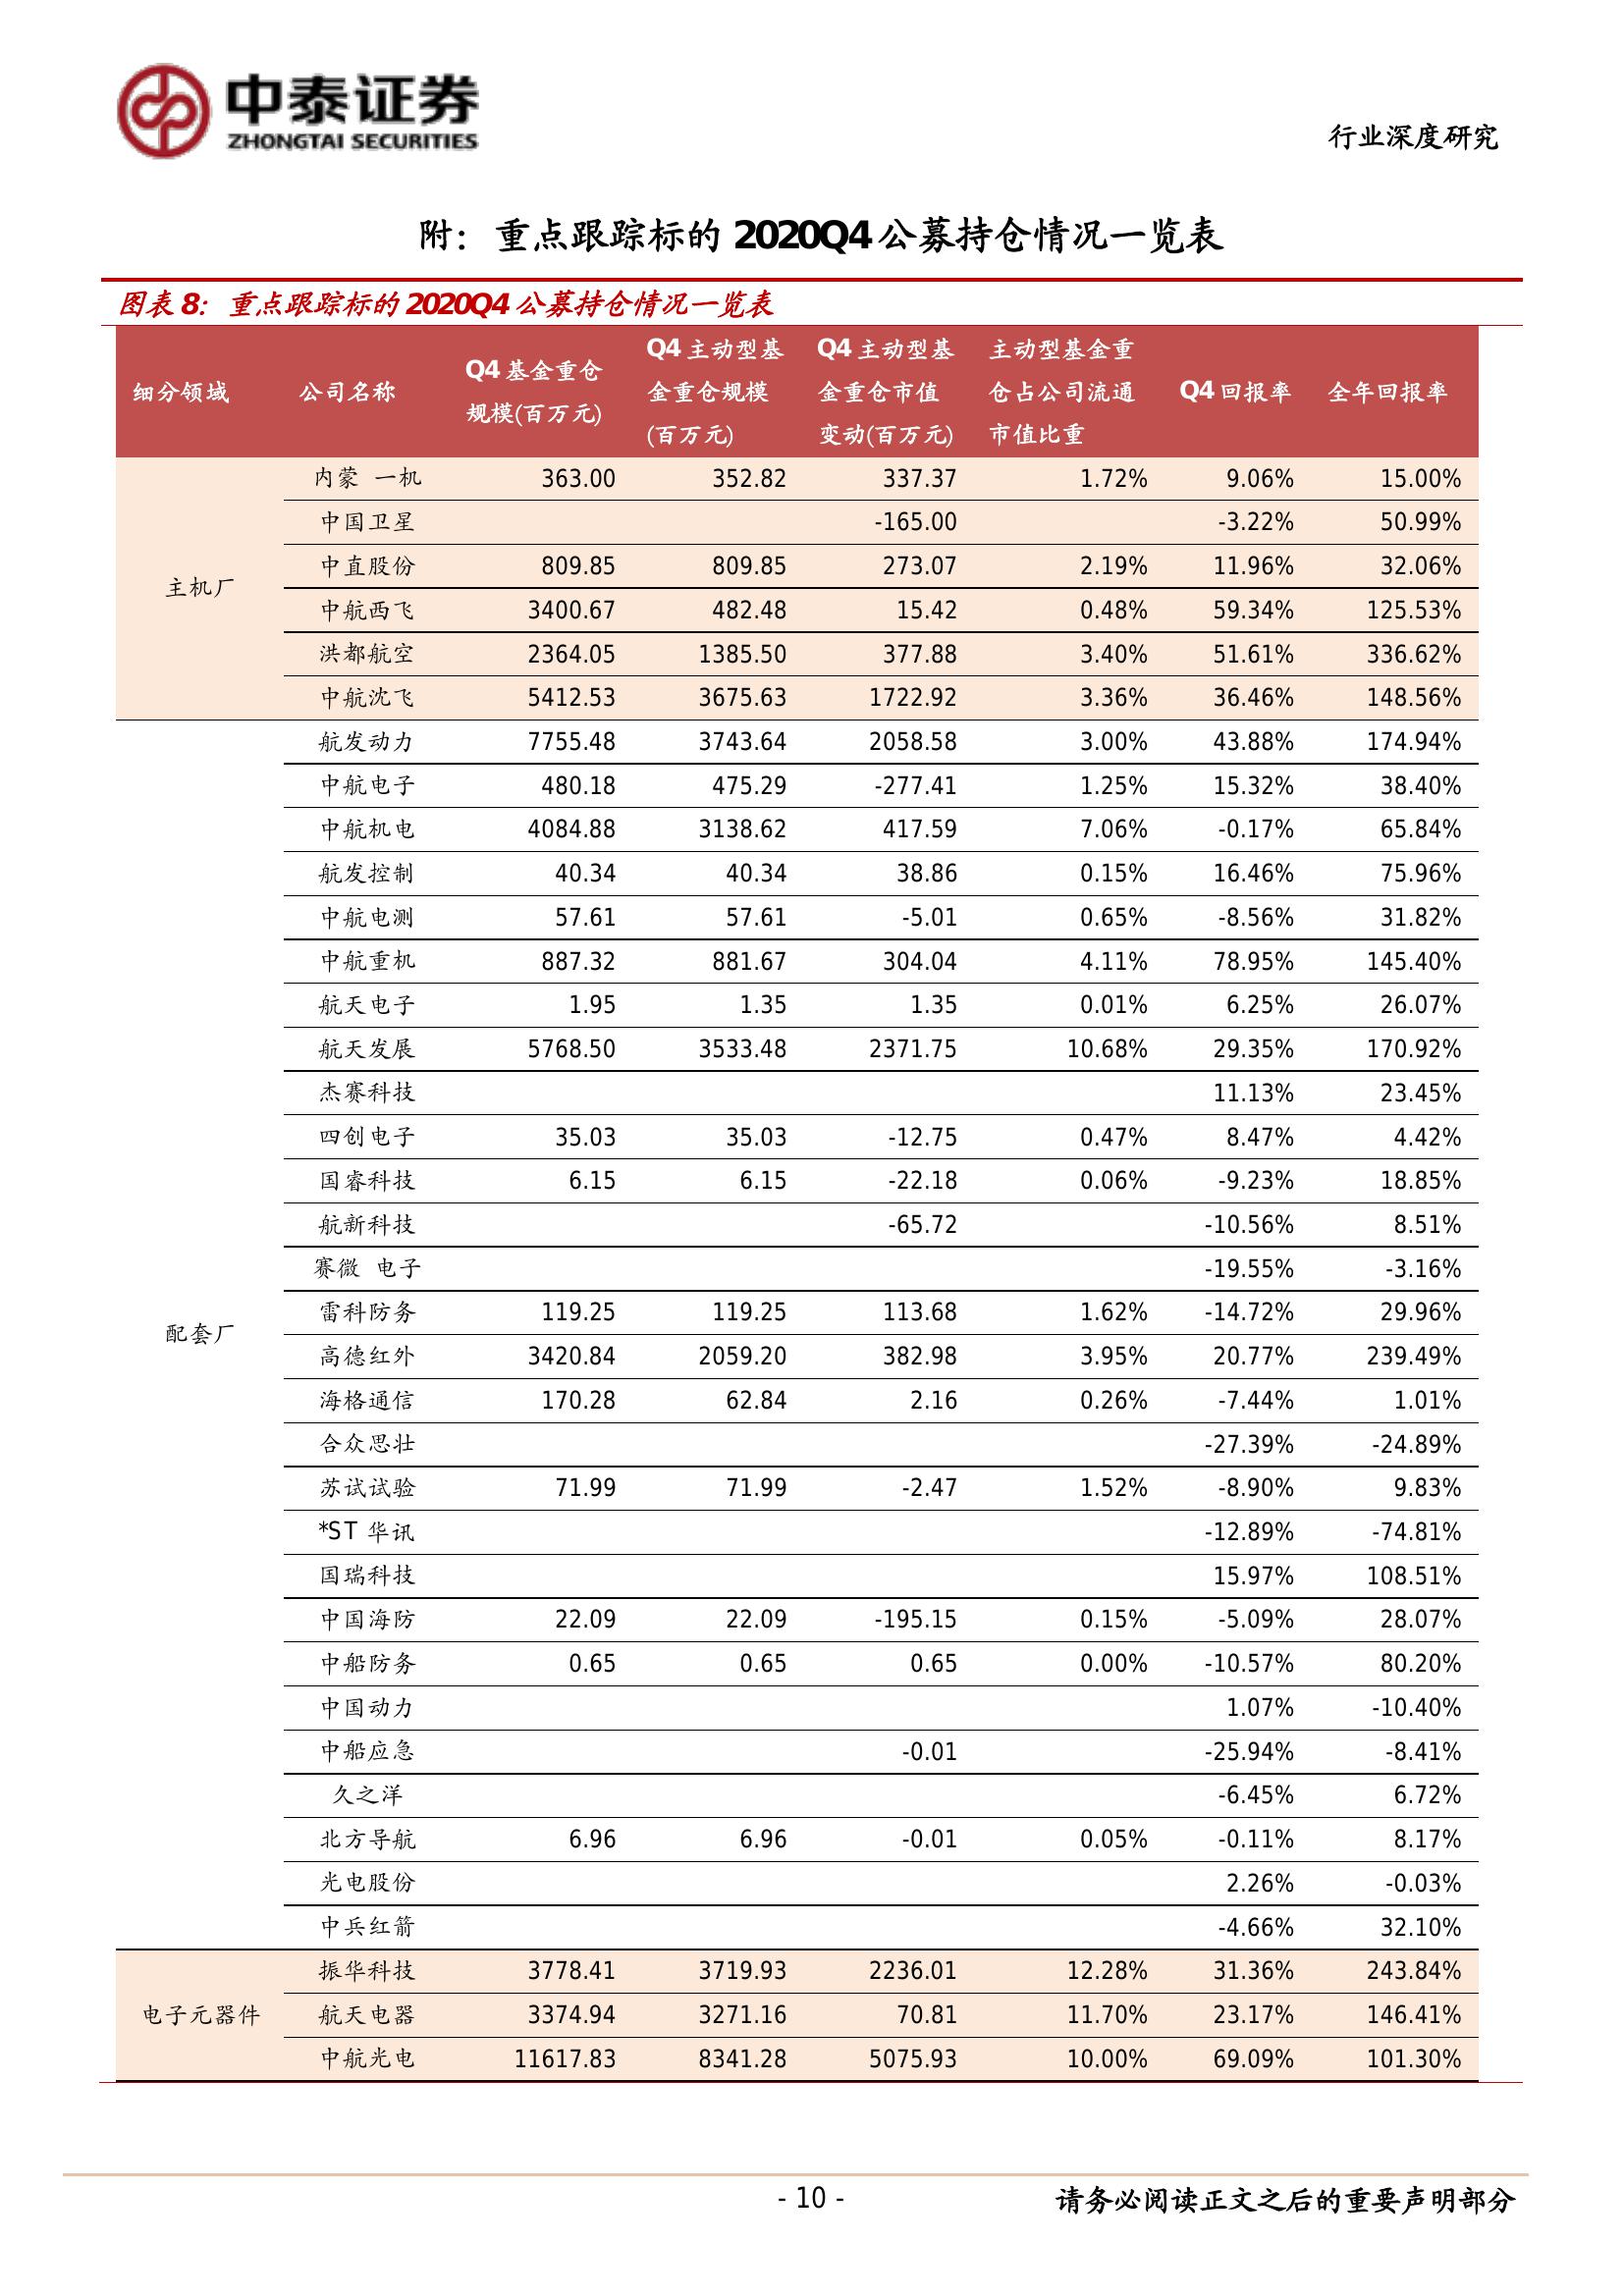 中泰证券
ZHONGTAI SECURITIES
行业深度研究
附：重点跟踪标的 2020Q4 公募持仓情况一览表
图表 8：重点跟踪标的 2020Q4 公募持仓情况一览表
细分领域 公司名称 Q4 基金重仓规模(百万元) Q4 主动型基金重仓规模(百万元) Q4 主动型基金重仓市值变动(百万元) 主动型基金重仓占公司流通市值比重 Q4 回报率 全年回报率
主机厂
内蒙一机 363.00 352.82 337.37 1.72% 9.06% 15.00%
中国卫星 -165.00 -3.22% 50.99%
中直股份 809.85 809.85 273.07 2.19% 11.96% 32.06%
中航西飞 3400.67 482.48 15.42 0.48% 59.34% 125.53%
洪都航空 2364.05 1385.50 377.88 3.40% 51.61% 336.62%
中航沈飞 5412.53 3675.63 1722.92 3.36% 36.46% 148.56%
配套厂
航发动力 7755.48 3743.64 2058.58 3.00% 43.88% 174.94%
中航电子 480.18 475.29 -277.41 1.25% 15.32% 38.40%
中航机电 4084.88 3138.62 417.59 7.06% -0.17% 65.84%
航发控制 40.34 40.34 38.86 0.15% 16.46% 75.96%
中航电测 57.61 57.61 -5.01 0.65% -8.56% 31.82%
中航重机 887.32 881.67 304.04 4.11% 78.95% 145.40%
航天电子 1.95 1.35 1.35 0.01% 6.25% 26.07%
航天发展 5768.50 3533.48 2371.75 10.68% 29.35% 170.92%
杰赛科技 11.13% 23.45%
四创电子 35.03 35.03 -12.75 0.47% 8.47% 4.42%
国睿科技 6.15 6.15 -22.18 0.06% -9.23% 18.85%
航新科技 -65.72 -10.56% 8.51%
赛微电子 -19.55% -3.16%
雷科防务 119.25 119.25 113.68 1.62% -14.72% 29.96%
高德红外 3420.84 2059.20 382.98 3.95% 20.77% 239.49%
海格通信 170.28 62.84 2.16 0.26% -7.44% 1.01%
合众思壮 -27.39% -24.89%
苏试试验 71.99 71.99 -2.47 1.52% -8.90% 9.83%
*ST 华讯 -12.89% -74.81%
国瑞科技 15.97% 108.51%
中国海防 22.09 22.09 -195.15 0.15% -5.09% 28.07%
中船防务 0.65 0.65 0.65 0.00% -10.57% 80.20%
中国动力 1.07% -10.40%
中船应急 -0.01 -25.94% -8.41%
久之洋 -6.45% 6.72%
北方导航 6.96 6.96 -0.01 0.05% -0.11% 8.17%
光电股份 2.26% -0.03%
中兵红箭 -4.66% 32.10%
电子元器件
振华科技 3778.41 3719.93 2236.01 12.28% 31.36% 243.84%
航天电器 3374.94 3271.16 70.81 11.70% 23.17% 146.41%
中航光电 11617.83 8341.28 5075.93 10.00% 69.09% 101.30%
- 10 -
请务必阅读正文之后的重要声明部分